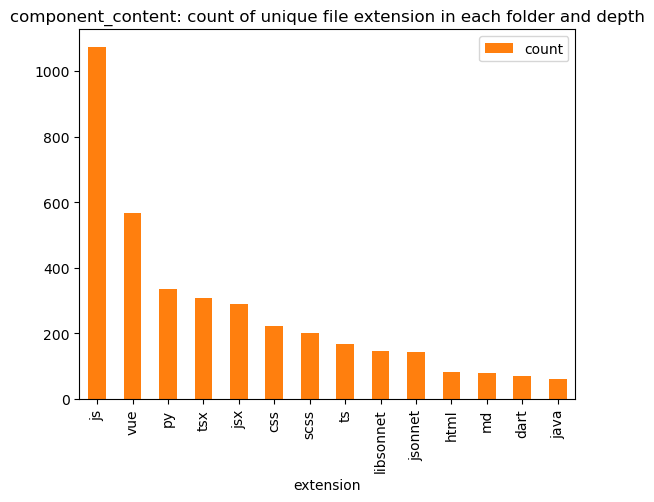 component_content: count of unique file extension in each folder and depth
count
1000
800
600
400
200
0
js
vue
py
tsx
jsx
css
scss
ts
libsonnet
jsonnet
html
md
dart
java
extension